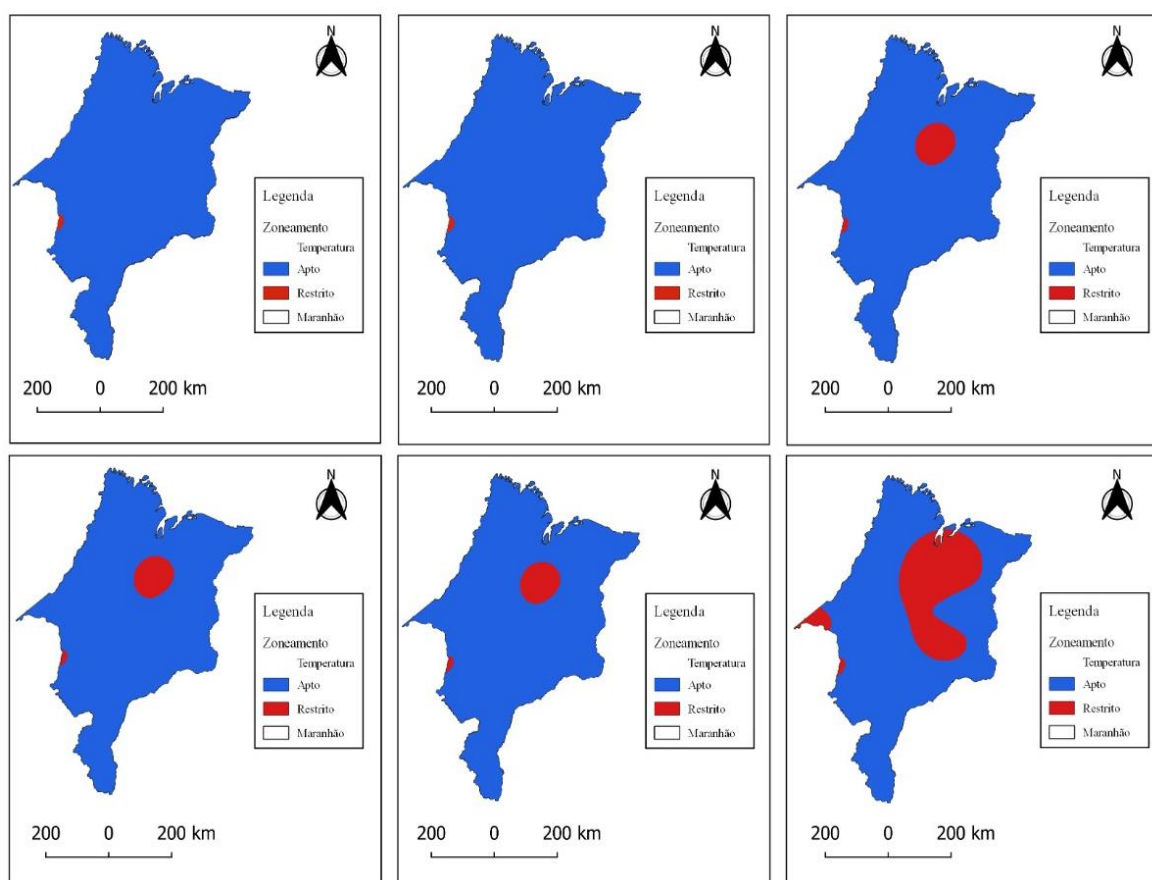 N
Legenda
Zoneamento
Temperatura
Apto
Restrito
Maranhão
200 0 200 km
N
Legenda
Zoneamento
Temperatura
Apto
Restrito
Maranhão
200 0 200 km
N
Legenda
Zoneamento
Temperatura
Apto
Restrito
Maranhão
200 0 200 km
N
Legenda
Zoneamento
Temperatura
Apto
Restrito
Maranhão
200 0 200 km
N
Legenda
Zoneamento
Temperatura
Apto
Restrito
Maranhão
200 0 200 km
N
Legenda
Zoneamento
Temperatura
Apto
Restrito
Maranhão
200 0 200 km